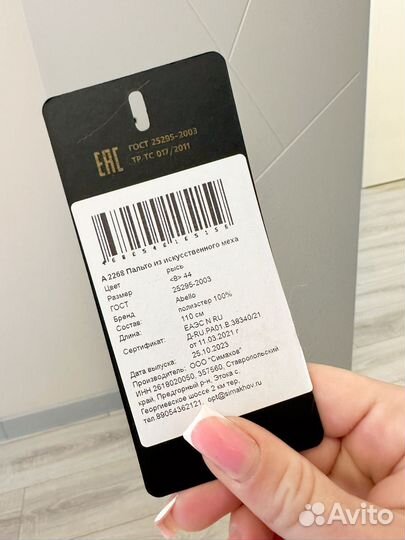 EAC
ГОСТ 25295-2003
ТР ТС 017/2011
А 2268 Пальто из искусственного меха
Цвет рысь
Размер <8> 44
ГОСТ 25295-2003
Бренд Abello
Состав: полиэстер 100%
Длина: 110 см
Сертификат: ЕАЭС N RU
Д-RU.РА01.В.38340/21
от 11.03.2021 г
Дата выпуска: 25.10.2023
Производитель: ООО "Симахов"
ИНН 2618020050, 357560, Ставропольский
край, Предгорный р-н, Этока с,
Георгиевское шоссе 2 км тер,
тел.89054362121, opt@simakhov.ru
Avito